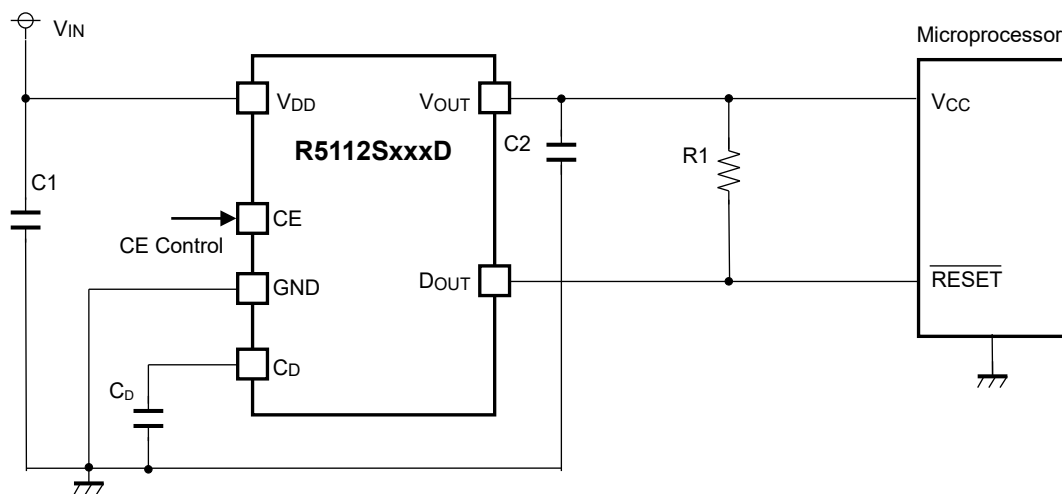 VIN
Microprocessor
VDD
VOUT
VCC
R5112SxxxD
C2
R1
C1
CE
CE Control
GND
DOUT
RESET
CD
CD